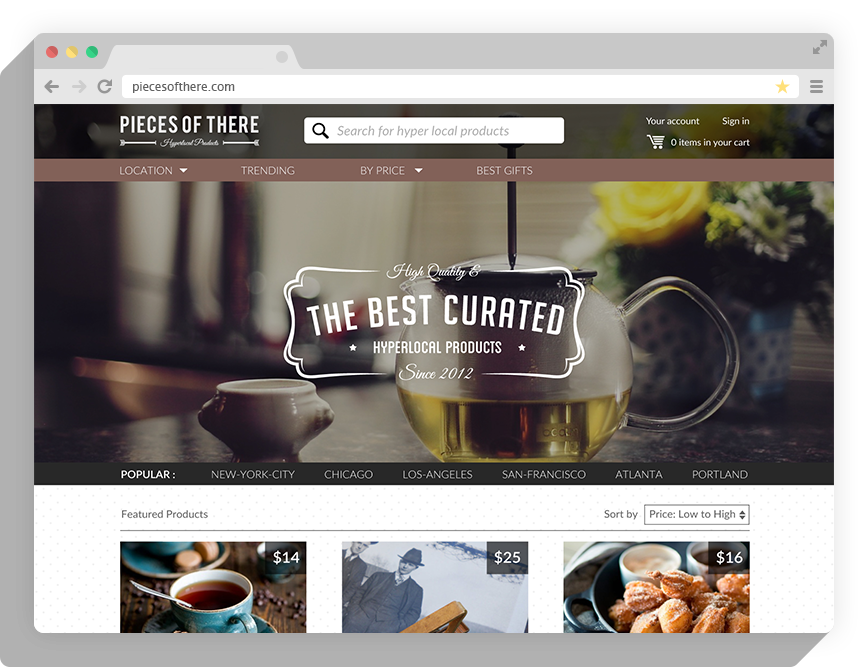 piecesofthere.com
PIECES OF THERE
Hyperlocal Products
Search for hyper local products
Your account Sign in
0 items in your cart
LOCATION TRENDING BY PRICE BEST GIFTS
High Quality &
THE BEST CURATED
HYPERLOCAL PRODUCTS
Since 2012
POPULAR : NEW-YORK-CITY CHICAGO LOS-ANGELES SAN-FRANCISCO ATLANTA PORTLAND
Featured Products Sort by Price: Low to High
$14 $25 $16